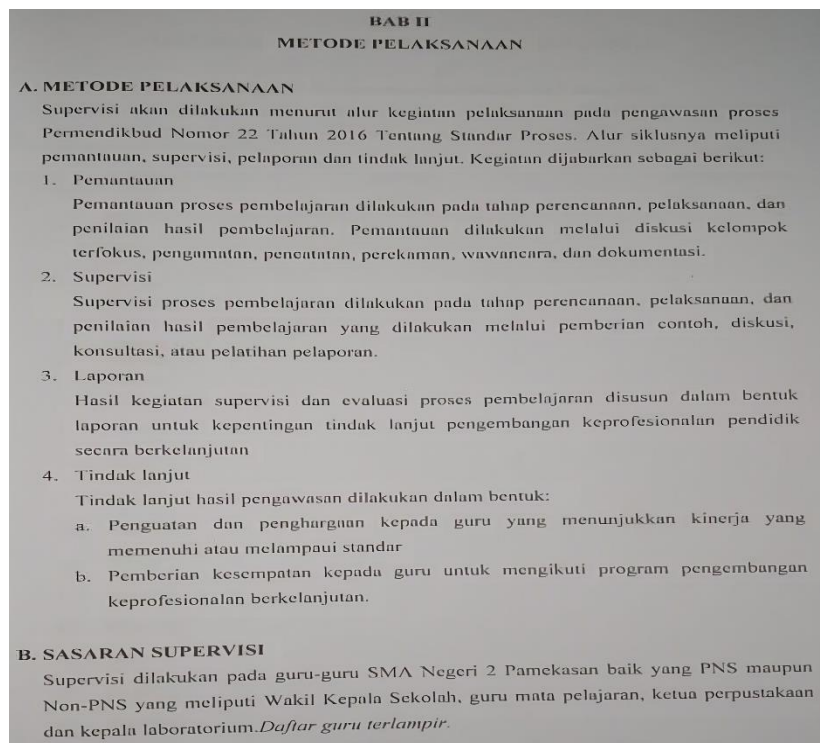 BAB II
METODE PELAKSANAAN
A. METODE PELAKSANAAN
Supervisi akan dilakukan menurut alur kegiatan pelaksanaan pada pengawasan proses
Permendikbud Nomor 22 Tahun 2016 Tentang Standar Proses. Alur siklusnya meliputi
pemantauan, supervisi, pelaporan dan tindak lanjut. Kegiatan dijabarkan sebagai berikut:
1. Pemantauan
Pemantauan proses pembelajaran dilakukan pada tahap perencanaan, pelaksanaan, dan
penilaian hasil pembelajaran. Pemantauan dilakukan melalui diskusi kelompok
terfokus, pengamatan, pencatatan, perekaman, wawancara, dan dokumentasi.
2. Supervisi
Supervisi proses pembelajaran dilakukan pada tahap perencanaan, pelaksanaan, dan
penilaian hasil pembelajaran yang dilakukan melalui pemberian contoh, diskusi,
konsultasi, atau pelatihan pelaporan.
3. Laporan
Hasil kegiatan supervisi dan evaluasi proses pembelajaran disusun dalam bentuk
laporan untuk kepentingan tindak lanjut pengembangan keprofesionalan pendidik
secara berkelanjutan
4. Tindak lanjut
Tindak lanjut hasil pengawasan dilakukan dalam bentuk:
a. Penguatan dan penghargaan kepada guru yang menunjukkan kinerja yang
memenuhi atau melampaui standar
b. Pemberian kesempatan kepada guru untuk mengikuti program pengembangan
keprofesionalan berkelanjutan.
B. SASARAN SUPERVISI
Supervisi dilakukan pada guru-guru SMA Negeri 2 Pamekasan baik yang PNS maupun
Non-PNS yang meliputi Wakil Kepala Sekolah, guru mata pelajaran, ketua perpustakaan
dan kepala laboratorium.Daftar guru terlampir.